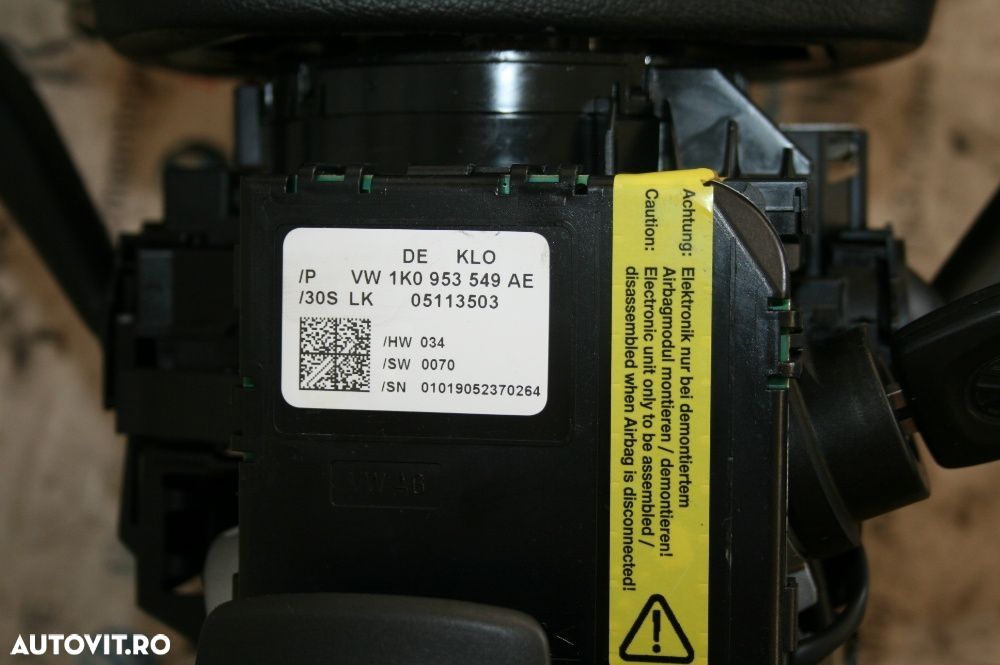 DE KLO
/P VW 1K0 953 549 AE
/30S LK 05113503
/HW 034
/SW 0070
/SN 01019052370264
Achtung: Elektronik nur bei demontiertem
Airbagmodul montieren / demontieren!
Caution: Electronic unit only to be assembled /
disassembled when Airbag is disconnected!
AUTOVIT.RO